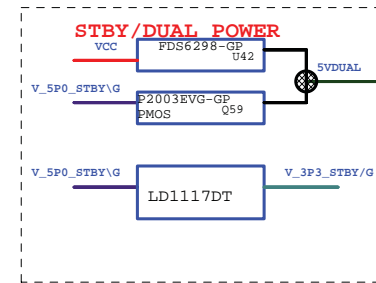 STBY/DUAL POWER
VCC
FDS6298-GP
U42
5VDUAL
V_5P0_STBY\G
P2003EVG-GP
PMOS
Q59
V_5P0_STBY\G
LD1117DT
V_3P3_STBY/G